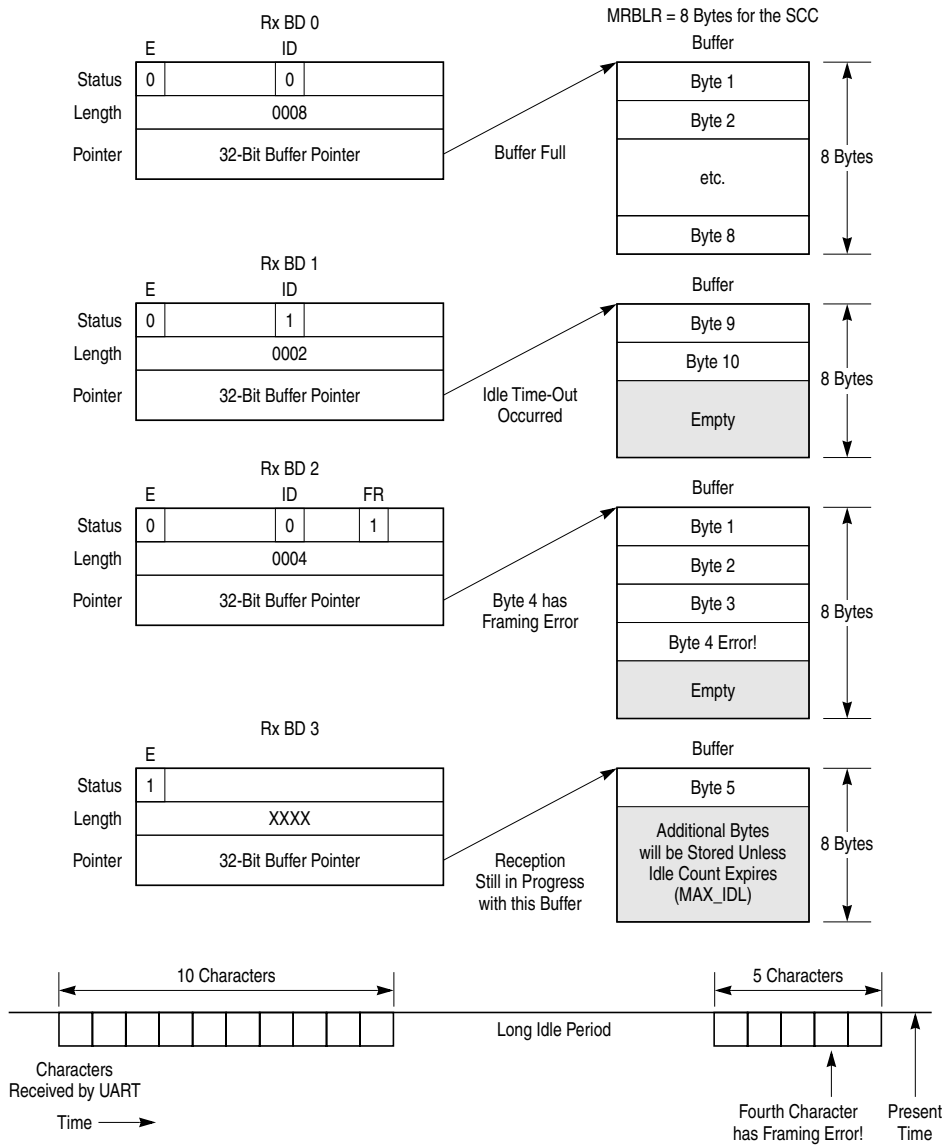 MRBLR = 8 Bytes for the SCC
Rx BD 0
Buffer
E ID
Status 0 0
Byte 1
Length 0008
Byte 2
Pointer 32-Bit Buffer Pointer
Buffer Full
etc.
8 Bytes
Byte 8
Rx BD 1
Buffer
E ID
Status 0 1
Byte 9
Length 0002
Byte 10
Pointer 32-Bit Buffer Pointer
Idle Time-Out
Occurred
Empty
8 Bytes
Rx BD 2
Buffer
E ID FR
Status 0 0 1
Byte 1
Length 0004
Byte 2
Pointer 32-Bit Buffer Pointer
Byte 4 has
Framing Error
Byte 3
Byte 4 Error!
Empty
8 Bytes
Rx BD 3
Buffer
E
Status 1
Byte 5
Length XXXX
Pointer 32-Bit Buffer Pointer
Reception
Still in Progress
with this Buffer
Additional Bytes
will be Stored Unless
Idle Count Expires
(MAX_IDL)
8 Bytes
10 Characters
5 Characters
Long Idle Period
Characters
Received by UART
Time
Fourth Character
has Framing Error!
Present
Time